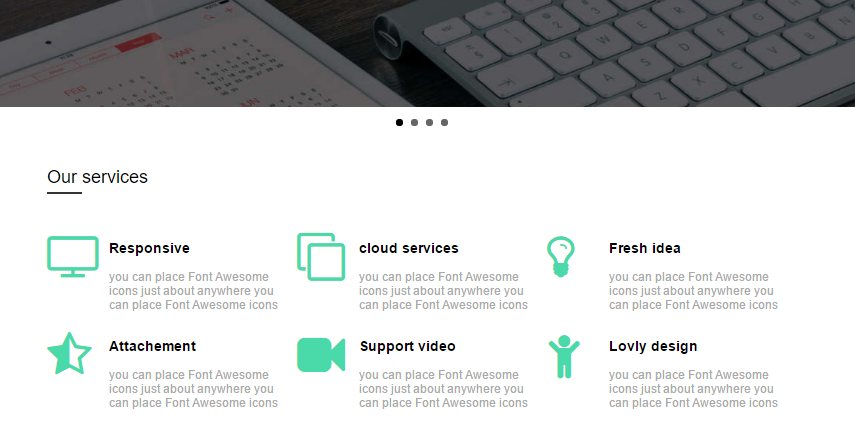 FEB
MAR
JUN
Q W E R
A S D F
Z
Our services
Responsive
you can place Font Awesome
icons just about anywhere you
can place Font Awesome icons
cloud services
you can place Font Awesome
icons just about anywhere you
can place Font Awesome icons
Fresh idea
you can place Font Awesome
icons just about anywhere you
can place Font Awesome icons
Attachement
you can place Font Awesome
icons just about anywhere you
can place Font Awesome icons
Support video
you can place Font Awesome
icons just about anywhere you
can place Font Awesome icons
Lovly design
you can place Font Awesome
icons just about anywhere you
can place Font Awesome icons